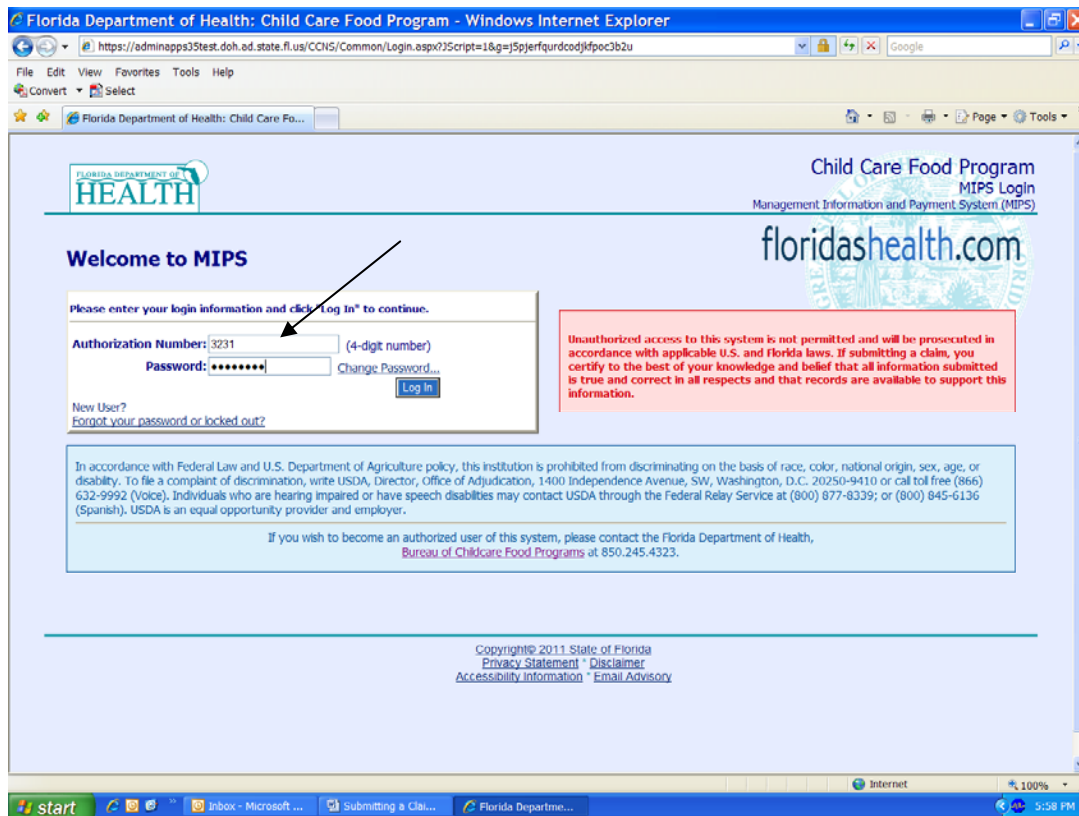 Florida Department of Health: Child Care Food Program - Windows Internet Explorer
https://adminapps35test.doh.ad.state.fl.us/CCNS/Common/Login.aspx?JScript=1&g=j5pjerfqurdcodjkfpoc3b2u
Google
File Edit View Favorites Tools Help
Convert Select
Florida Department of Health: Child Care Fo...
Page Tools
FLORIDA DEPARTMENT OF
HEALTH
Child Care Food Program
MIPS Login
Management Information and Payment System (MIPS)
floridashealth.com
Welcome to MIPS
Please enter your login information and click "Log In" to continue.
Authorization Number: 3231 (4-digit number)
Password: •••••••• Change Password...
Log In
New User?
Forgot your password or locked out?
Unauthorized access to this system is not permitted and will be prosecuted in
accordance with applicable U.S. and Florida laws. If submitting a claim, you
certify to the best of your knowledge and belief that all information submitted
is true and correct in all respects and that records are available to support this
information.
In accordance with Federal Law and U.S. Department of Agriculture policy, this institution is prohibited from discriminating on the basis of race, color, national origin, sex, age, or
disability. To file a complaint of discrimination, write USDA, Director, Office of Adjudication, 1400 Independence Avenue, SW, Washington, D.C. 20250-9410 or call toll free (866)
632-9992 (Voice). Individuals who are hearing impaired or have speech disabilities may contact USDA through the Federal Relay Service at (800) 877-8339; or (800) 845-6136
(Spanish). USDA is an equal opportunity provider and employer.
If you wish to become an authorized user of this system, please contact the Florida Department of Health,
Bureau of Childcare Food Programs at 850.245.4323.
Copyright© 2011 State of Florida
Privacy Statement * Disclaimer
Accessibility Information * Email Advisory
Internet 100%
start Inbox - Microsoft ... Submitting a Clai... Florida Departme... 5:58 PM